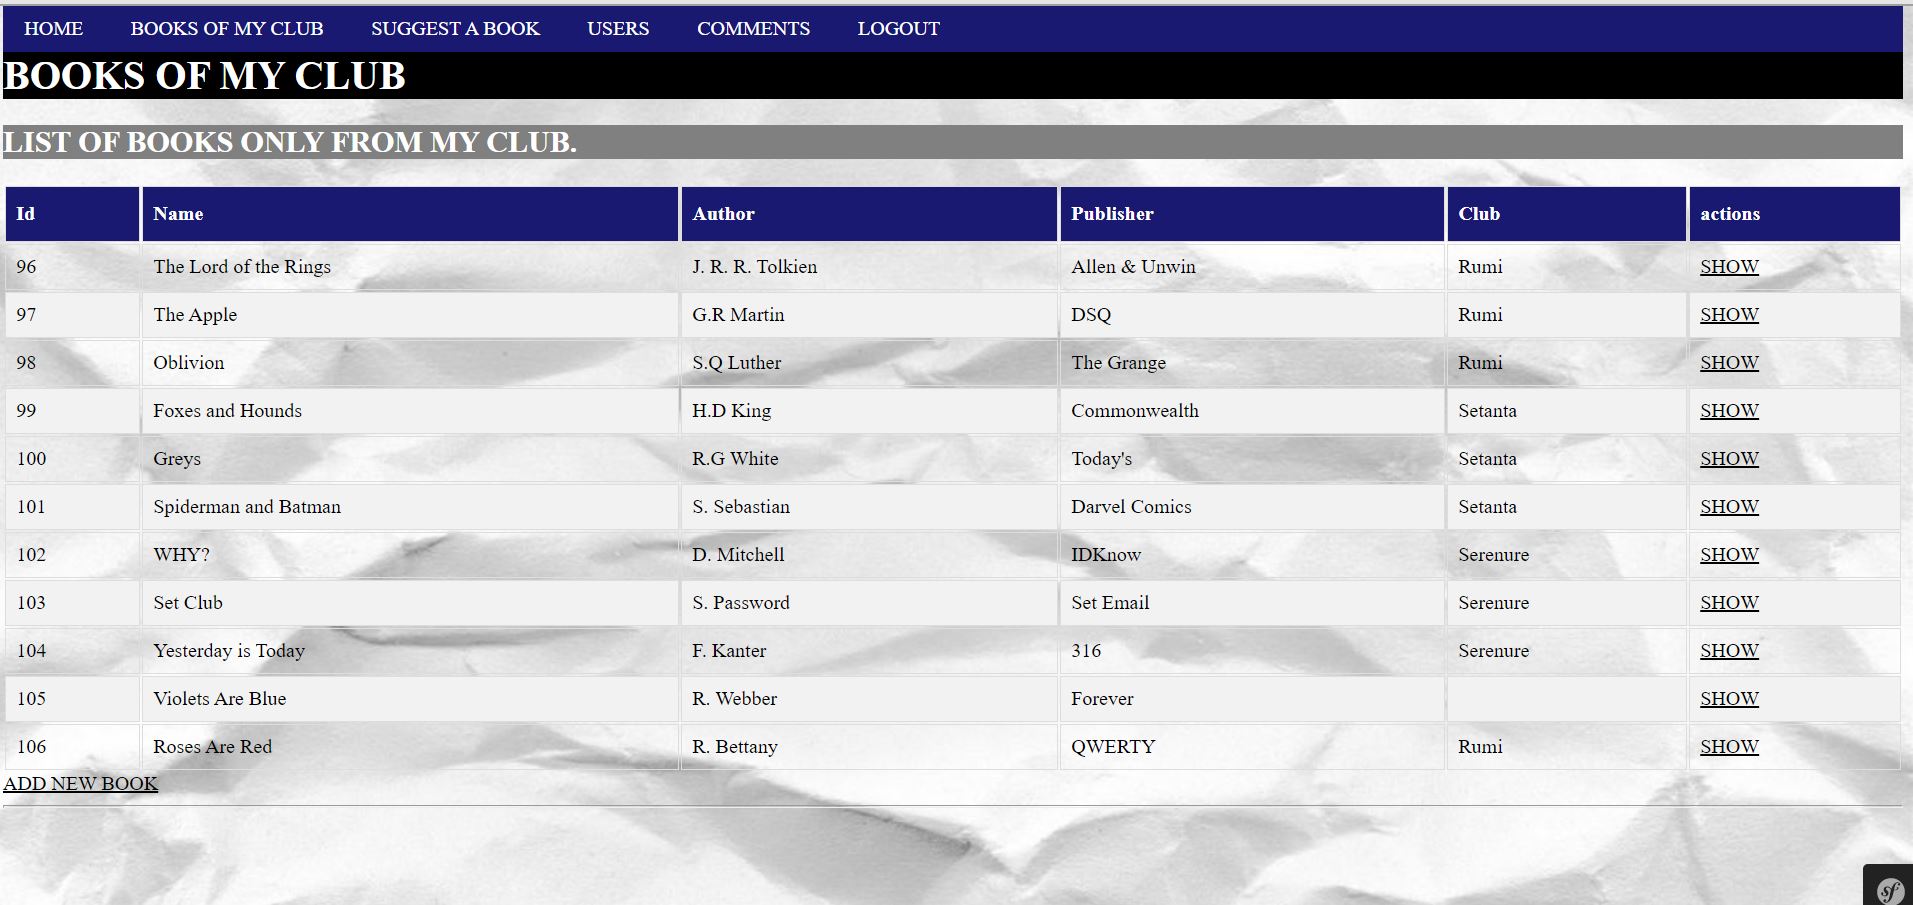 HOME BOOKS OF MY CLUB SUGGEST A BOOK USERS COMMENTS LOGOUT
BOOKS OF MY CLUB
LIST OF BOOKS ONLY FROM MY CLUB.
Id Name Author Publisher Club actions
96 The Lord of the Rings J. R. R. Tolkien Allen & Unwin Rumi SHOW
97 The Apple G.R Martin DSQ Rumi SHOW
98 Oblivion S.Q Luther The Grange Rumi SHOW
99 Foxes and Hounds H.D King Commonwealth Setanta SHOW
100 Greys R.G White Today's Setanta SHOW
101 Spiderman and Batman S. Sebastian Darvel Comics Setanta SHOW
102 WHY? D. Mitchell IDKnow Serenure SHOW
103 Set Club S. Password Set Email Serenure SHOW
104 Yesterday is Today F. Kanter 316 Serenure SHOW
105 Violets Are Blue R. Webber Forever SHOW
106 Roses Are Red R. Bettany QWERTY Rumi SHOW
ADD NEW BOOK
sf